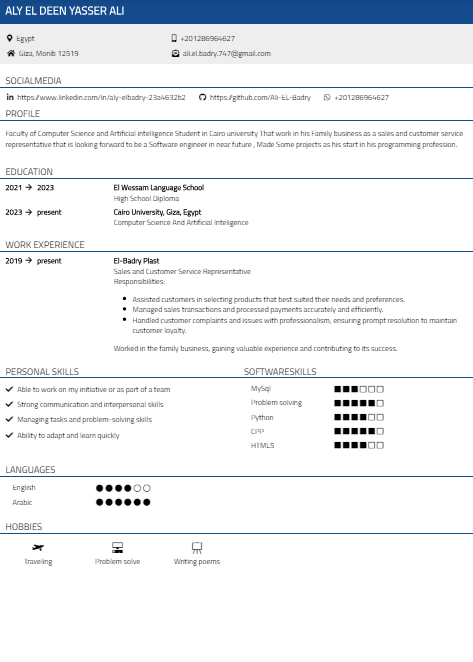 ALY EL DEEN YASSER ALI
Egypt +201286964627
Giza, Monib 12519 ali.el.badry.747@gmail.com
SOCIALMEDIA
https://www.linkedin.com/in/aly-elbadry-23a4632b2 https://github.com/Ali-EL-Badry +201286964627
PROFILE
Faculty of Computer Science and Artificial intelligence Student in Cairo university That work in his Family business as a sales and customer service
representative that is looking forward to be a Software engineer in near future , Made Some projects as his start in his programming profession.
EDUCATION
2021 → 2023 El Wessam Language School
High School Diploma
2023 → present Cairo University, Giza, Egypt
Computer Science And Artificial Inteligence
WORK EXPERIENCE
2019 → present El-Badry Plast
Sales and Customer Service Representative
Responsibilities:
• Assisted customers in selecting products that best suited their needs and preferences.
• Managed sales transactions and processed payments accurately and efficiently.
• Handled customer complaints and issues with professionalism, ensuring prompt resolution to maintain
customer loyalty.
Worked in the family business, gaining valuable experience and contributing to its success.
PERSONAL SKILLS SOFTWARESKILLS
Able to work on my initiative or as part of a team MySql
Strong communication and interpersonal skills Problem solving
Managing tasks and problem-solving skills Python
Ability to adapt and learn quickly CPP
HTML5
LANGUAGES
English
Arabic
HOBBIES
Traveling Problem solve Writing poems